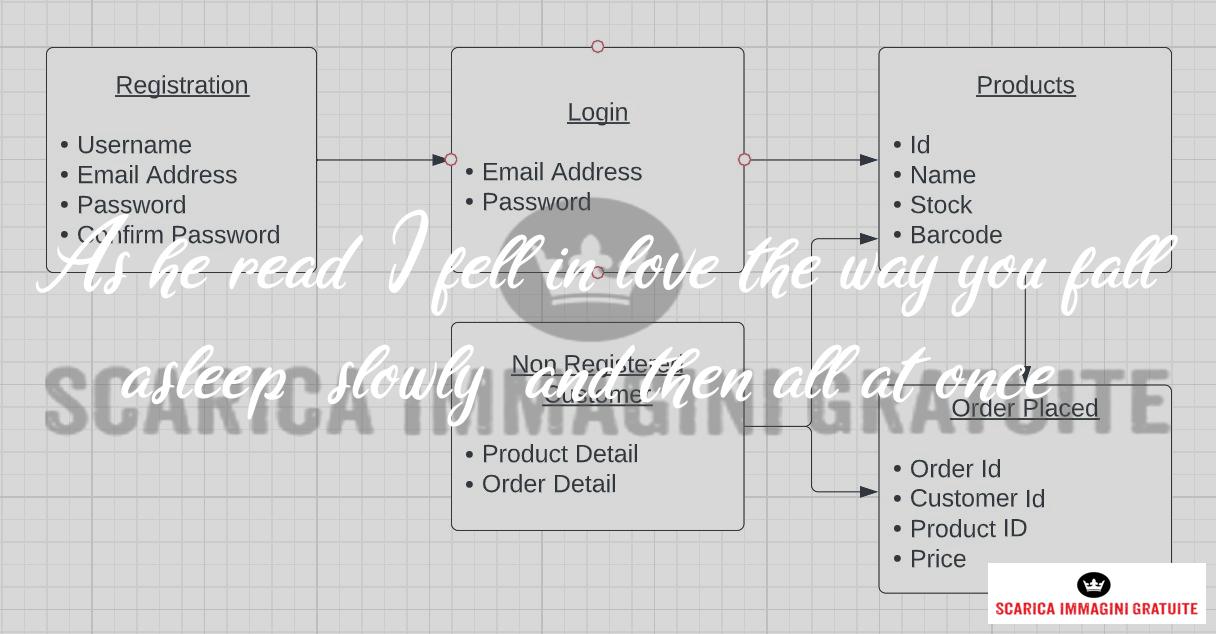 Registration
• Username
• Email Address
• Password
• Confirm Password
Login
• Email Address
• Password
Products
• Id
• Name
• Stock
• Barcode
As he read I fell in love the way you fall
asleep slowly and then all at once
SCARICA IMMAGINI GRATUITE
Non Registered
Customer
• Product Detail
• Order Detail
Order Placed
• Order Id
• Customer Id
• Product ID
• Price
SCARICA IMMAGINI GRATUITE